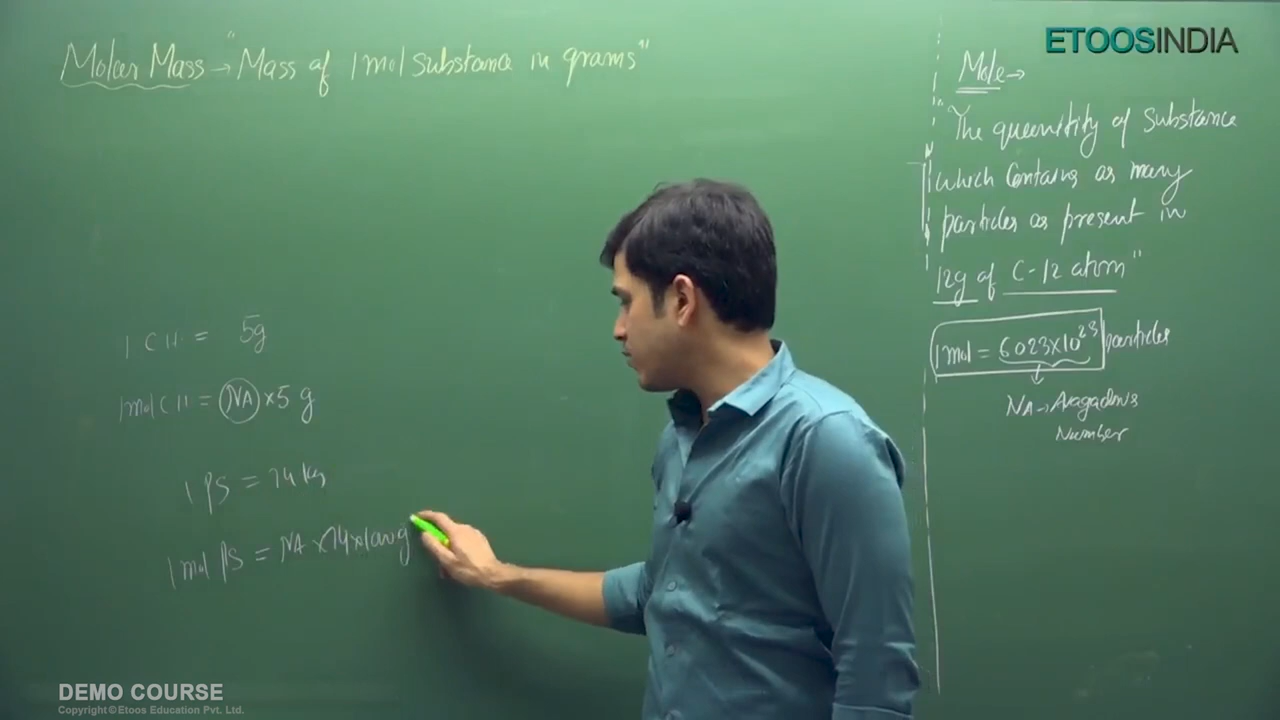 Molar Mass → "Mass of 1 mol substance in grams"
1 CH = 5g
1 mol CH = NA × 5 g
1 PS = 74 kg
1 mol PS = NA × 74 × 1000 g
ETOOSINDIA
Mole →
"The quenitity of substance
which contains as many
particles as present in
12g of C-12 atom"
1 mol = 6.023×10²³ particles
NA → Avagadro's
Number
DEMO COURSE
Copyright © Etoos Education Pvt. Ltd.